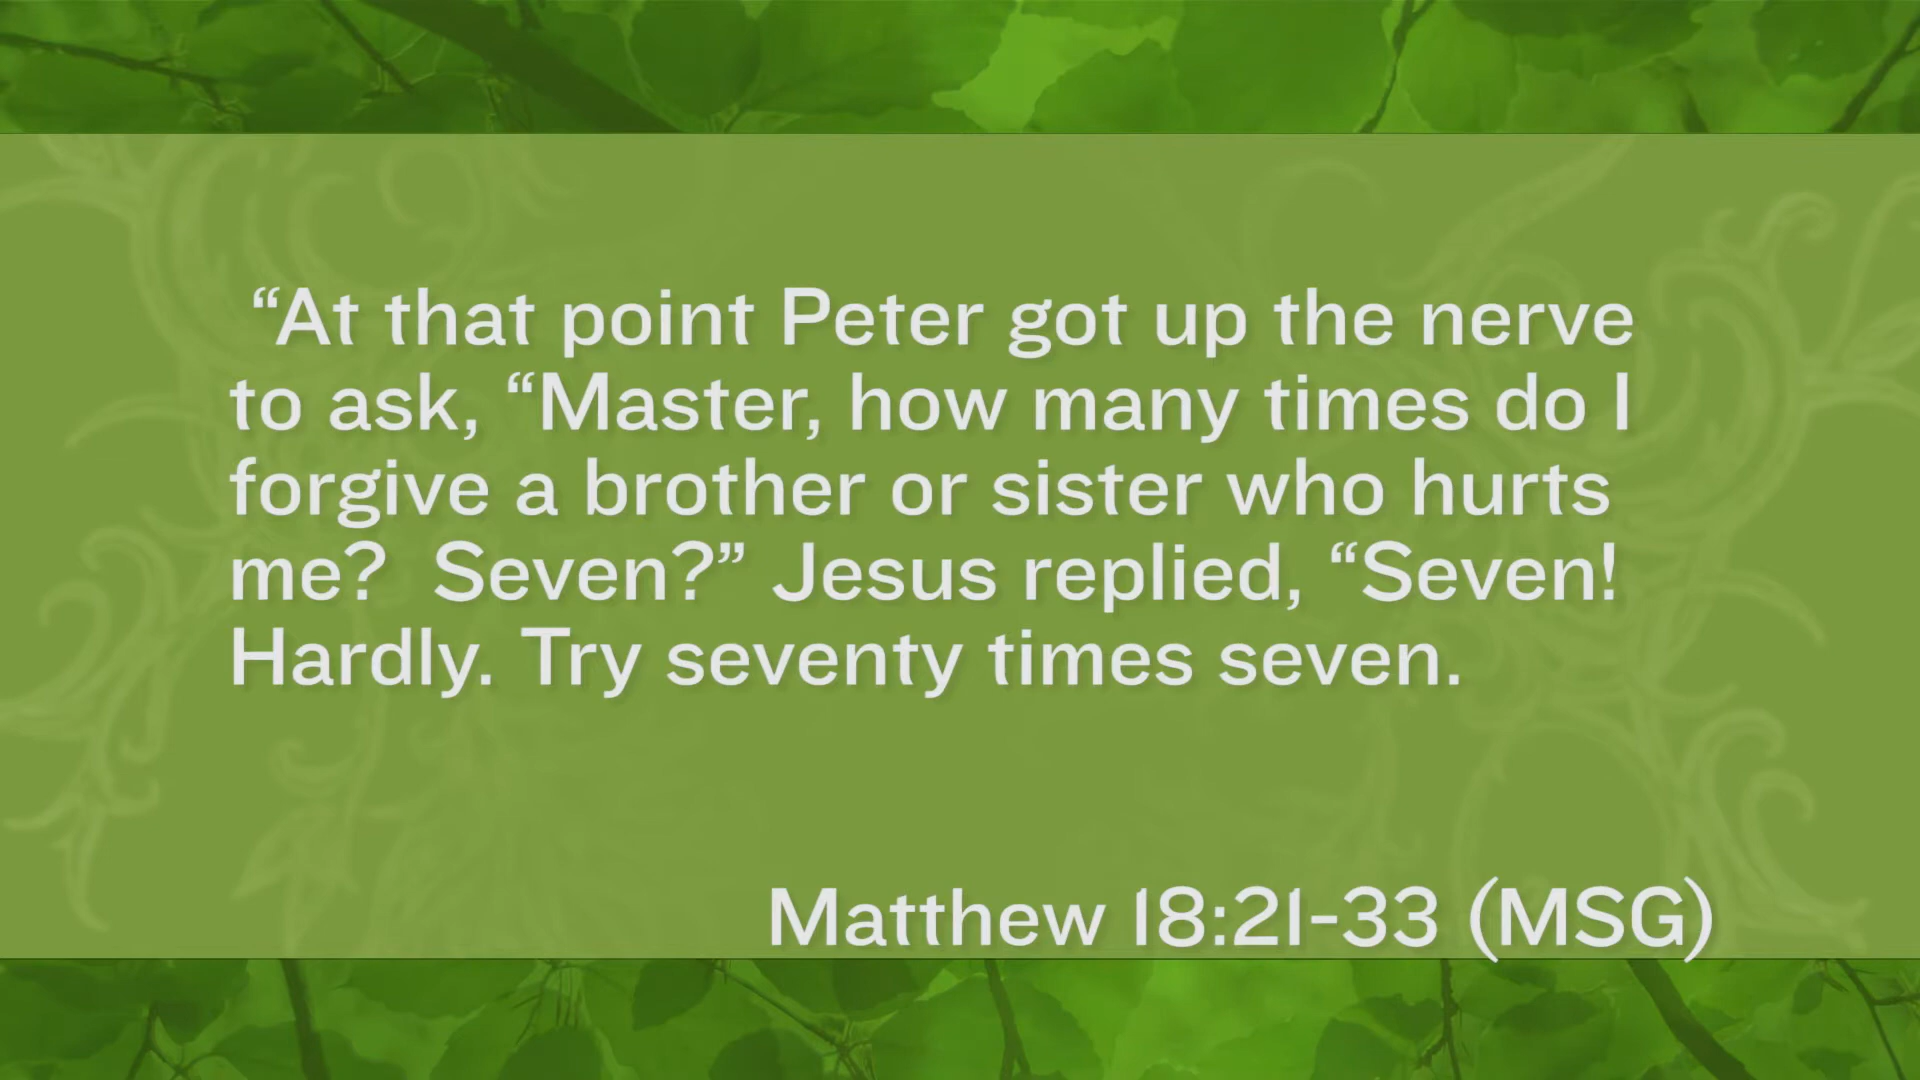 “At that point Peter got up the nerve
to ask, “Master, how many times do I
forgive a brother or sister who hurts
me?  Seven?” Jesus replied, “Seven!
Hardly. Try seventy times seven.
Matthew 18:21-33 (MSG)